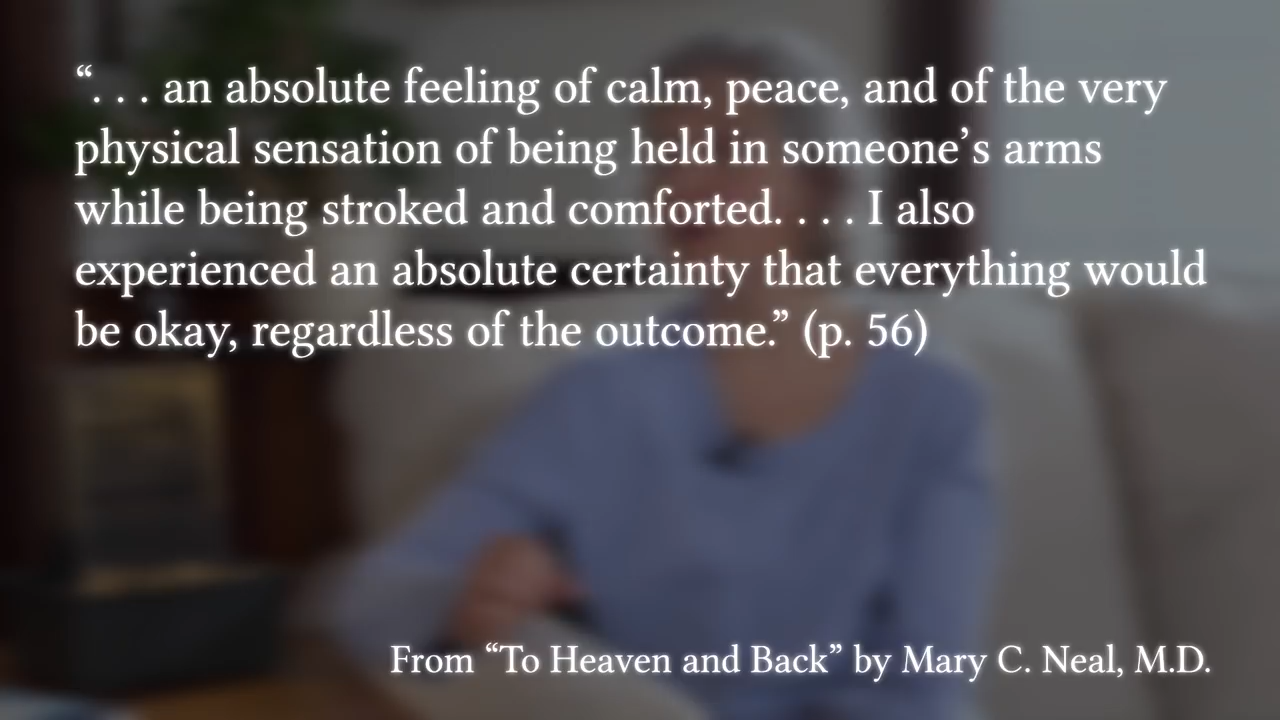 “. . . an absolute feeling of calm, peace, and of the very
physical sensation of being held in someone’s arms
while being stroked and comforted. . . . I also
experienced an absolute certainty that everything would
be okay, regardless of the outcome.” (p. 56)
From “To Heaven and Back” by Mary C. Neal, M.D.